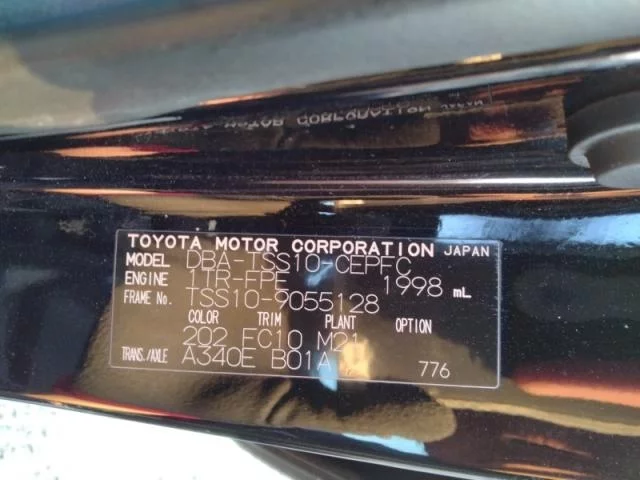 TOYOTA MOTOR CORPORATION JAPAN
MODEL DBA-TSS10-CEPFC
ENGINE 1TR-FPE 1998 mL
FRAME No. TSS10-9055128
COLOR TRIM PLANT OPTION
202 FC10 M21
TRANS./AXLE A340E B01A 776